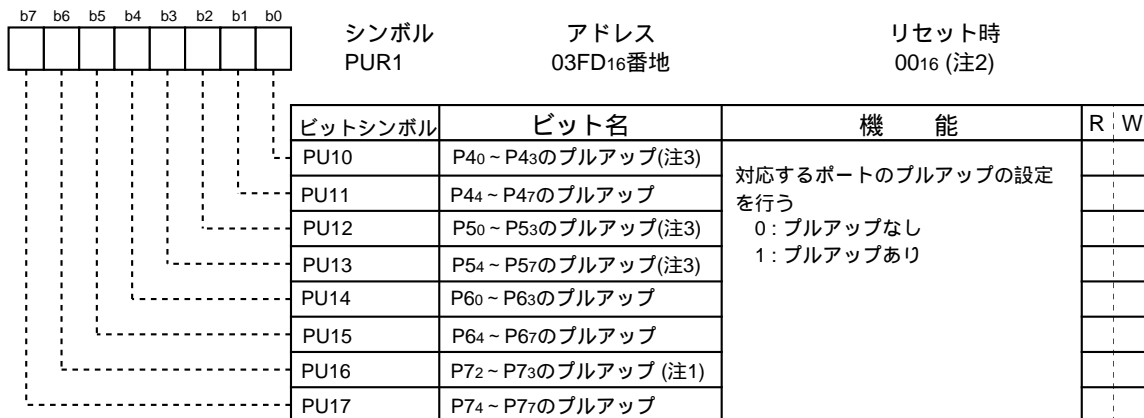 b7 b6 b5 b4 b3 b2 b1 b0
シンボル アドレス リセット時
PUR1 03FD16番地 0016 (注2)
ビットシンボル ビット名 機 能 R W
PU10 P40 ~ P43のプルアップ(注3)
対応するポートのプルアップの設定
を行う
0 : プルアップなし
1 : プルアップあり
PU11 P44 ~ P47のプルアップ
PU12 P50 ~ P53のプルアップ(注3)
PU13 P54 ~ P57のプルアップ(注3)
PU14 P60 ~ P63のプルアップ
PU15 P64 ~ P67のプルアップ
PU16 P72 ~ P73のプルアップ (注1)
PU17 P74 ~ P77のプルアップ